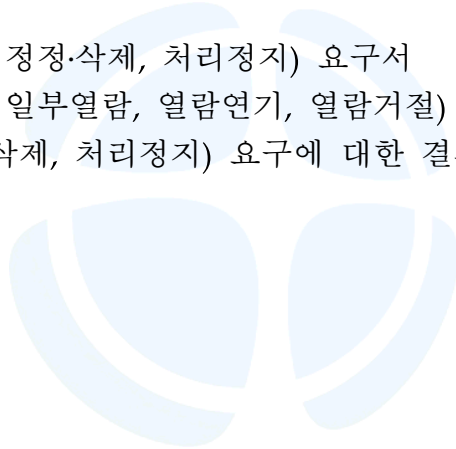 정정·삭제, 처리정지) 요구서
일부열람, 열람연기, 열람거절)
삭제, 처리정지) 요구에 대한 결